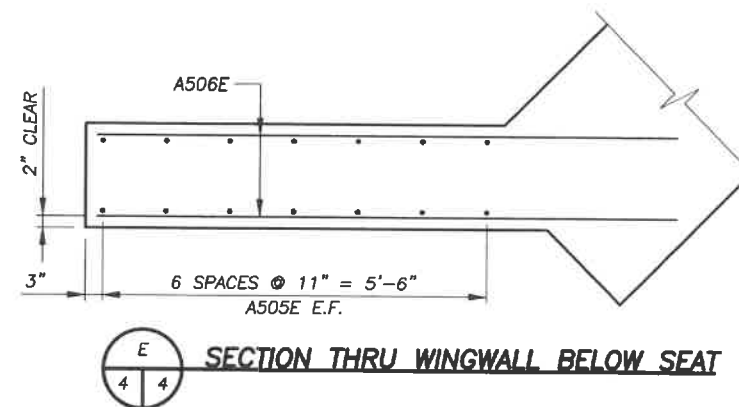 A506E
2" CLEAR
3"
6 SPACES @ 11" = 5'-6"
A505E E.F.
E
4 4
SECTION THRU WINGWALL BELOW SEAT